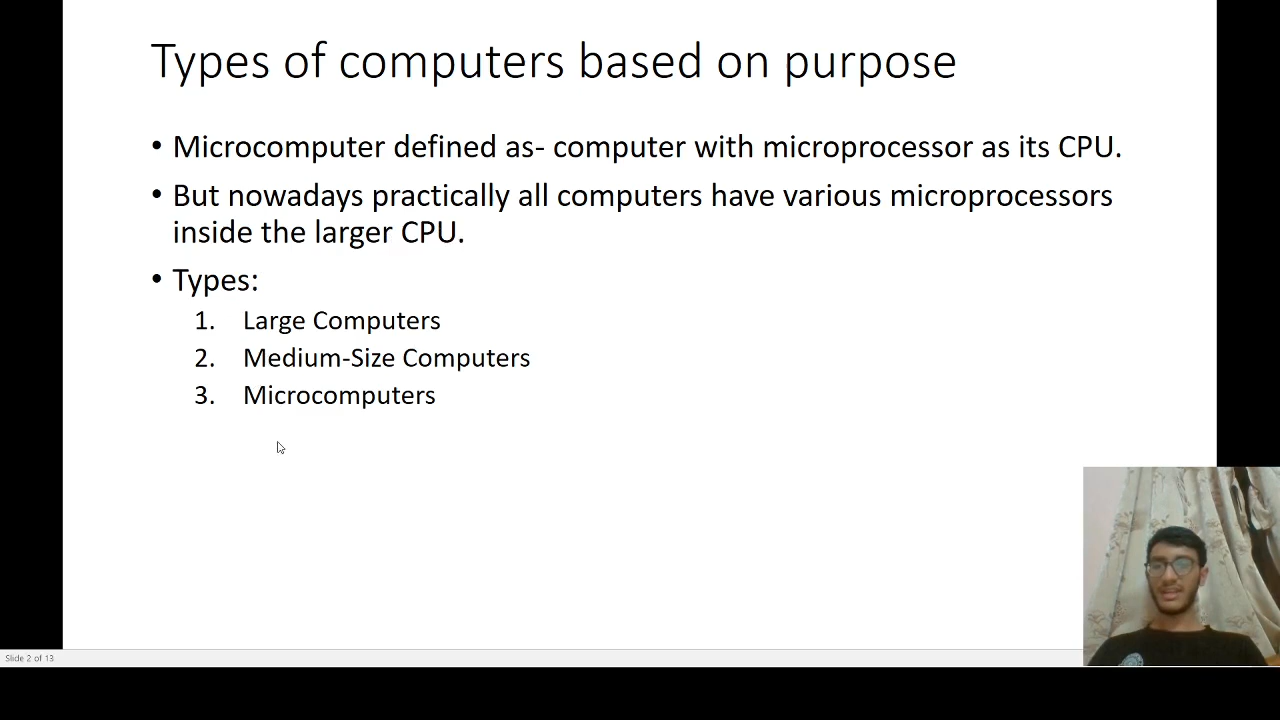 Types of computers based on purpose
• Microcomputer defined as- computer with microprocessor as its CPU.
• But nowadays practically all computers have various microprocessors
inside the larger CPU.
• Types:
1. Large Computers
2. Medium-Size Computers
3. Microcomputers
Slide 2 of 13